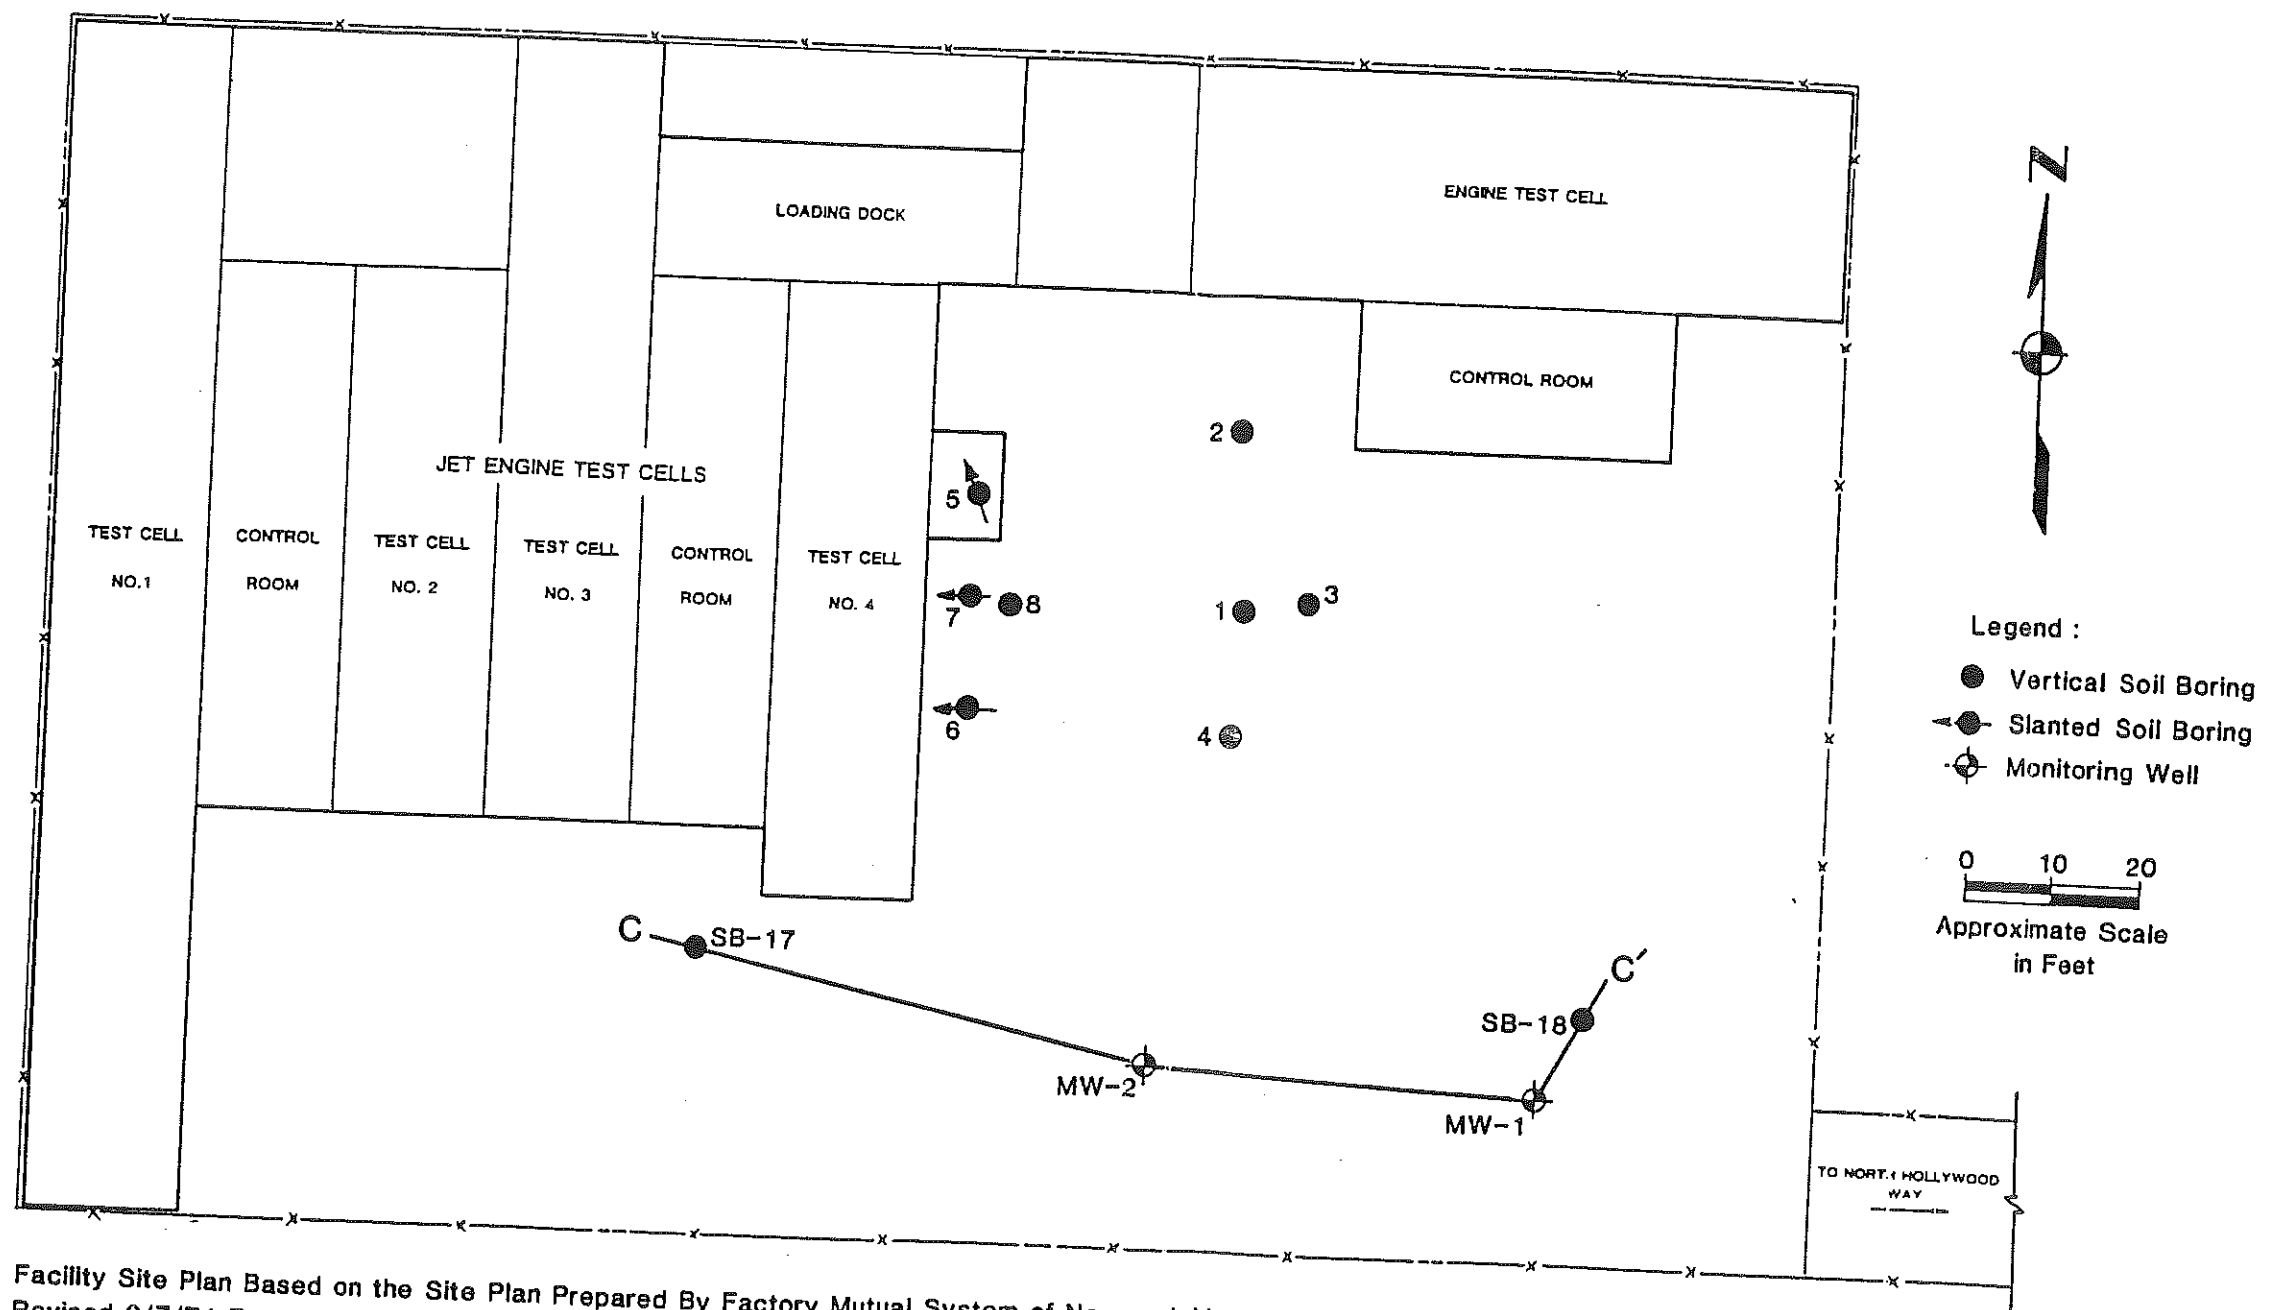 LOADING DOCK
ENGINE TEST CELL
N
CONTROL ROOM
2
JET ENGINE TEST CELLS
5
TEST CELL
NO.1
CONTROL
ROOM
TEST CELL
NO. 2
TEST CELL
NO. 3
CONTROL
ROOM
TEST CELL
NO. 4
7
8
1
3
6
4
Legend :
Vertical Soil Boring
Slanted Soil Boring
Monitoring Well
0 10 20
Approximate Scale
in Feet
C
SB-17
C′
SB-18
MW-2
MW-1
TO NORTH HOLLYWOOD
WAY
Facility Site Plan Based on the Site Plan Prepared By Factory Mutual System of